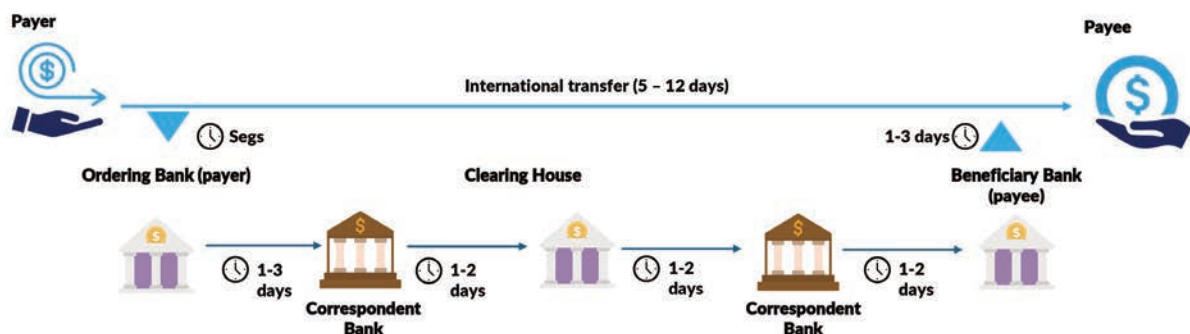 Payer
Payee
$
$
International transfer (5 – 12 days)
Segs
1-3 days
Ordering Bank (payer)
Clearing House
Beneficiary Bank
(payee)
$
$
$
$
$
1-3
days
1-2
days
1-2
days
1-2
days
Correspondent
Bank
Correspondent
Bank